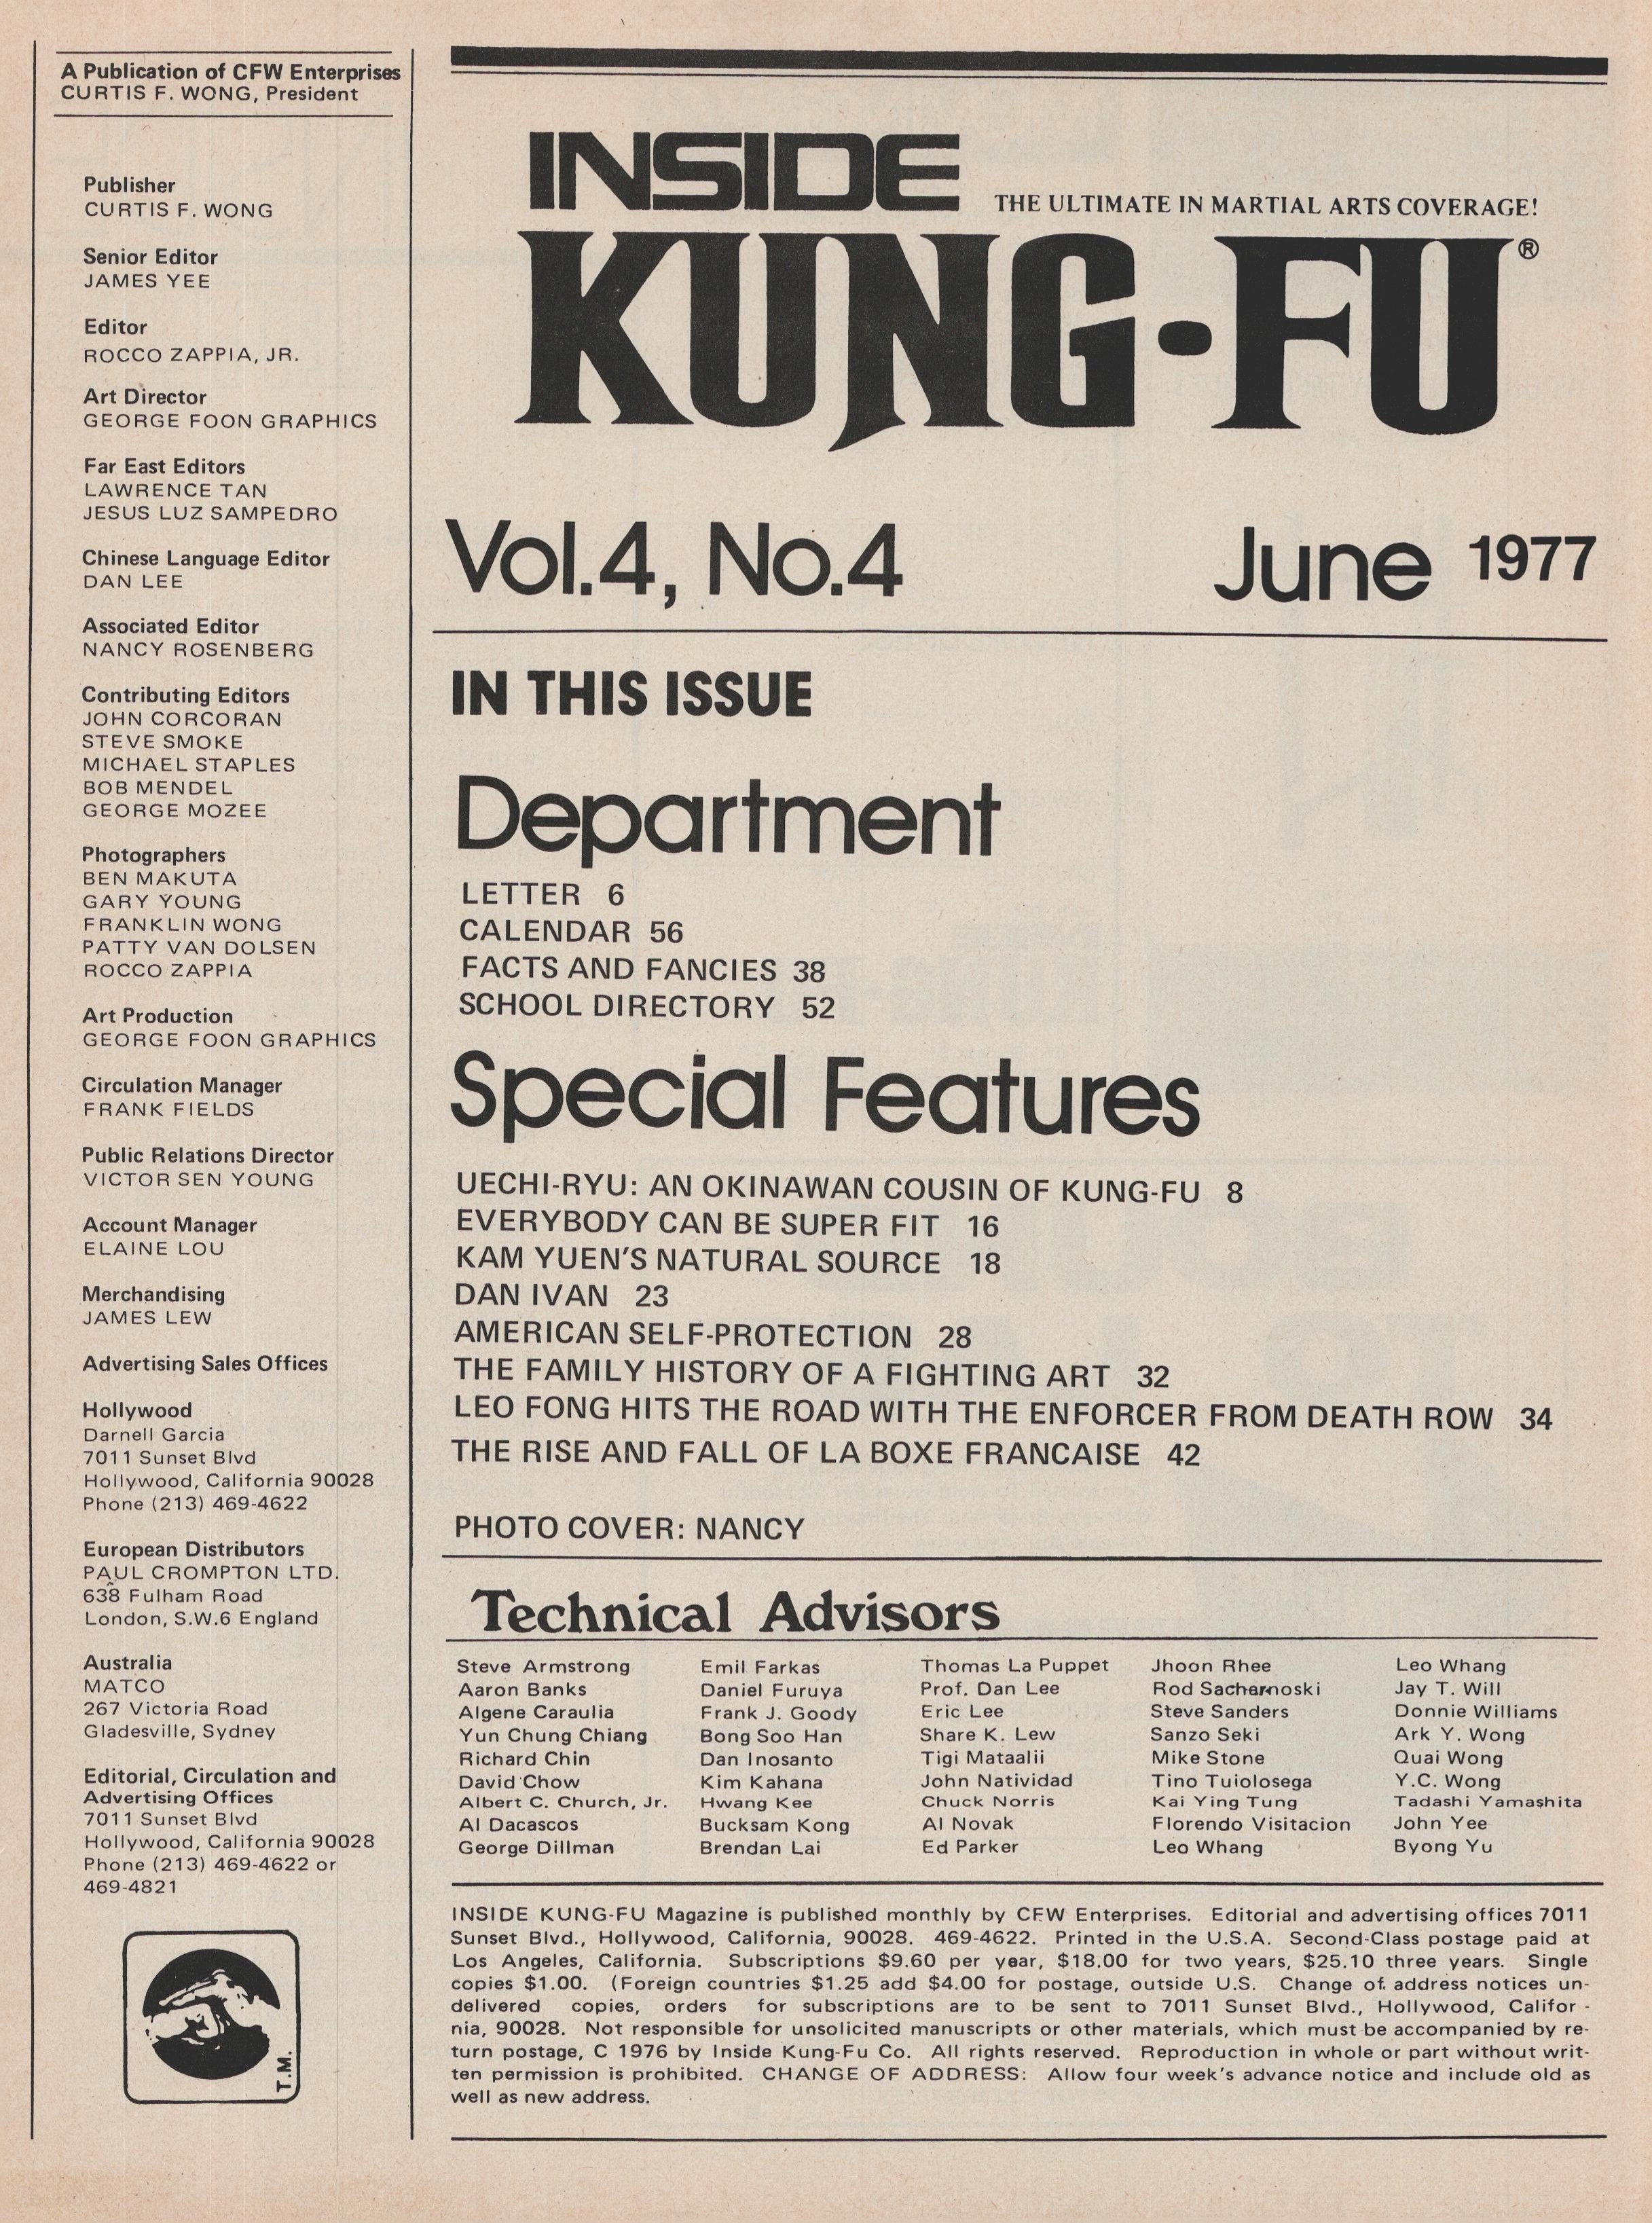 A Publication of CFW Enterprises
CURTIS F. WONG, President
Publisher
CURTIS F. WONG
Senior Editor
JAMES YEE
Editor
ROCCO ZAPPIA, JR.
Art Director
GEORGE FOON GRAPHICS
Far East Editors
LAWRENCE TAN
JESUS LUZ SAMPEDRO
Chinese Language Editor
DAN LEE
Associated Editor
NANCY ROSENBERG
Contributing Editors
JOHN CORCORAN
STEVE SMOKE
MICHAEL STAPLES
BOB MENDEL
GEORGE MOZEE
Photographers
BEN MAKUTA
GARY YOUNG
FRANKLIN WONG
PATTY VAN DOLSEN
ROCCO ZAPPIA
Art Production
GEORGE FOON GRAPHICS
Circulation Manager
FRANK FIELDS
Public Relations Director
VICTOR SEN YOUNG
Account Manager
ELAINE LOU
Merchandising
JAMES LEW
Advertising Sales Offices
Hollywood
Darnell Garcia
7011 Sunset Blvd
Hollywood, California 90028
Phone (213) 469-4622
European Distributors
PAUL CROMPTON LTD.
638 Fulham Road
London, S.W.6 England
Australia
MATCO
267 Victoria Road
Gladesville, Sydney
Editorial, Circulation and
Advertising Offices
7011 Sunset Blvd
Hollywood, California 90028
Phone (213) 469-4622 or
469-4821
T.M.
INSIDE
THE ULTIMATE IN MARTIAL ARTS COVERAGE!
KUNG-FU®
Vol.4, No.4 June 1977
IN THIS ISSUE
Department
LETTER 6
CALENDAR 56
FACTS AND FANCIES 38
SCHOOL DIRECTORY 52
Special Features
UECHI-RYU: AN OKINAWAN COUSIN OF KUNG-FU 8
EVERYBODY CAN BE SUPER FIT 16
KAM YUEN'S NATURAL SOURCE 18
DAN IVAN 23
AMERICAN SELF-PROTECTION 28
THE FAMILY HISTORY OF A FIGHTING ART 32
LEO FONG HITS THE ROAD WITH THE ENFORCER FROM DEATH ROW 34
THE RISE AND FALL OF LA BOXE FRANCAISE 42
PHOTO COVER: NANCY
Technical Advisors
Steve Armstrong
Aaron Banks
Algene Caraulia
Yun Chung Chiang
Richard Chin
David Chow
Albert C. Church, Jr.
Al Dacascos
George Dillman
Emil Farkas
Daniel Furuya
Frank J. Goody
Bong Soo Han
Dan Inosanto
Kim Kahana
Hwang Kee
Bucksam Kong
Brendan Lai
Thomas La Puppet
Prof. Dan Lee
Eric Lee
Share K. Lew
Tigi Mataalii
John Natividad
Chuck Norris
Al Novak
Ed Parker
Jhoon Rhee
Rod Sacharnoski
Steve Sanders
Sanzo Seki
Mike Stone
Tino Tuiolosega
Kai Ying Tung
Florendo Visitacion
Leo Whang
Leo Whang
Jay T. Will
Donnie Williams
Ark Y. Wong
Quai Wong
Y.C. Wong
Tadashi Yamashita
John Yee
Byong Yu
INSIDE KUNG-FU Magazine is published monthly by CFW Enterprises. Editorial and advertising offices 7011
Sunset Blvd., Hollywood, California, 90028. 469-4622. Printed in the U.S.A. Second-Class postage paid at
Los Angeles, California. Subscriptions $9.60 per year, $18.00 for two years, $25.10 three years. Single
copies $1.00. (Foreign countries $1.25 add $4.00 for postage, outside U.S. Change of address notices un-
delivered copies, orders for subscriptions are to be sent to 7011 Sunset Blvd., Hollywood, Califor -
nia, 90028. Not responsible for unsolicited manuscripts or other materials, which must be accompanied by re-
turn postage, C 1976 by Inside Kung-Fu Co. All rights reserved. Reproduction in whole or part without writ-
ten permission is prohibited. CHANGE OF ADDRESS: Allow four week's advance notice and include old as
well as new address.